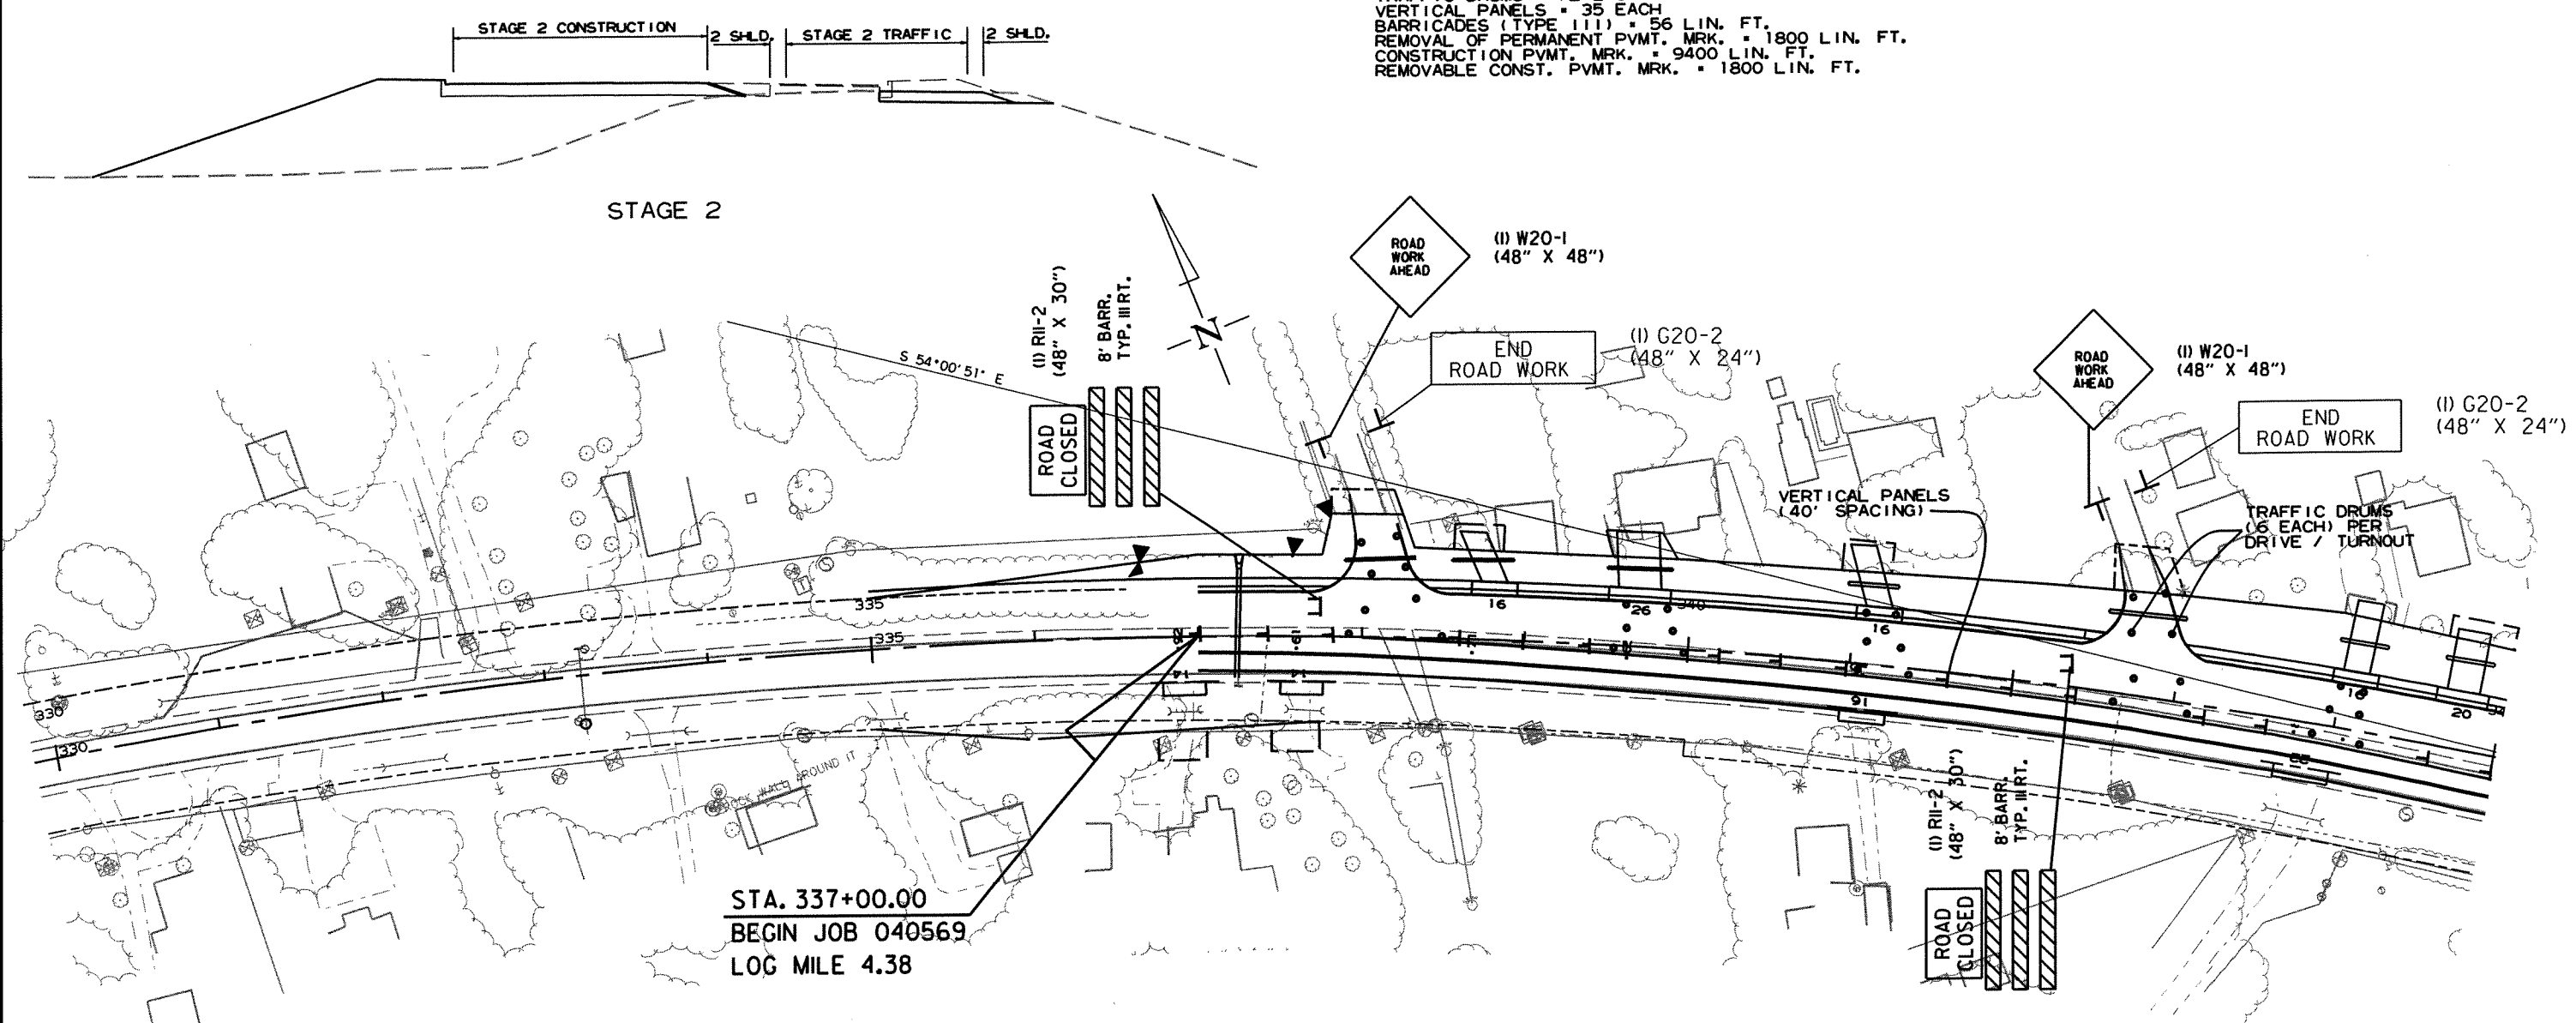 VERTICAL PANELS = 35 EACH
BARRICADES (TYPE III) = 56 LIN. FT.
REMOVAL OF PERMANENT PVMT. MRK. = 1800 LIN. FT.
CONSTRUCTION PVMT. MRK. = 9400 LIN. FT.
REMOVABLE CONST. PVMT. MRK. = 1800 LIN. FT.
STAGE 2 CONSTRUCTION
2 SHLD.
STAGE 2 TRAFFIC
2 SHLD.
STAGE 2
N
S 54°00'51" E
(1) R11-2
(48" X 30")
8' BARR.
TYP. III RT.
ROAD
CLOSED
ROAD
WORK
AHEAD
(1) W20-1
(48" X 48")
END
ROAD WORK
(1) G20-2
(48" X 24")
ROAD
WORK
AHEAD
(1) W20-1
(48" X 48")
END
ROAD WORK
(1) G20-2
(48" X 24")
VERTICAL PANELS
(40' SPACING)
TRAFFIC DRUMS
(6 EACH) PER
DRIVE / TURNOUT
335
335
330
330
16
26
340
16
16
20
14
14
16
22
STA. 337+00.00
BEGIN JOB 040569
LOG MILE 4.38
(1) R11-2
(48" X 30")
8' BARR.
TYP. III RT.
ROAD
CLOSED